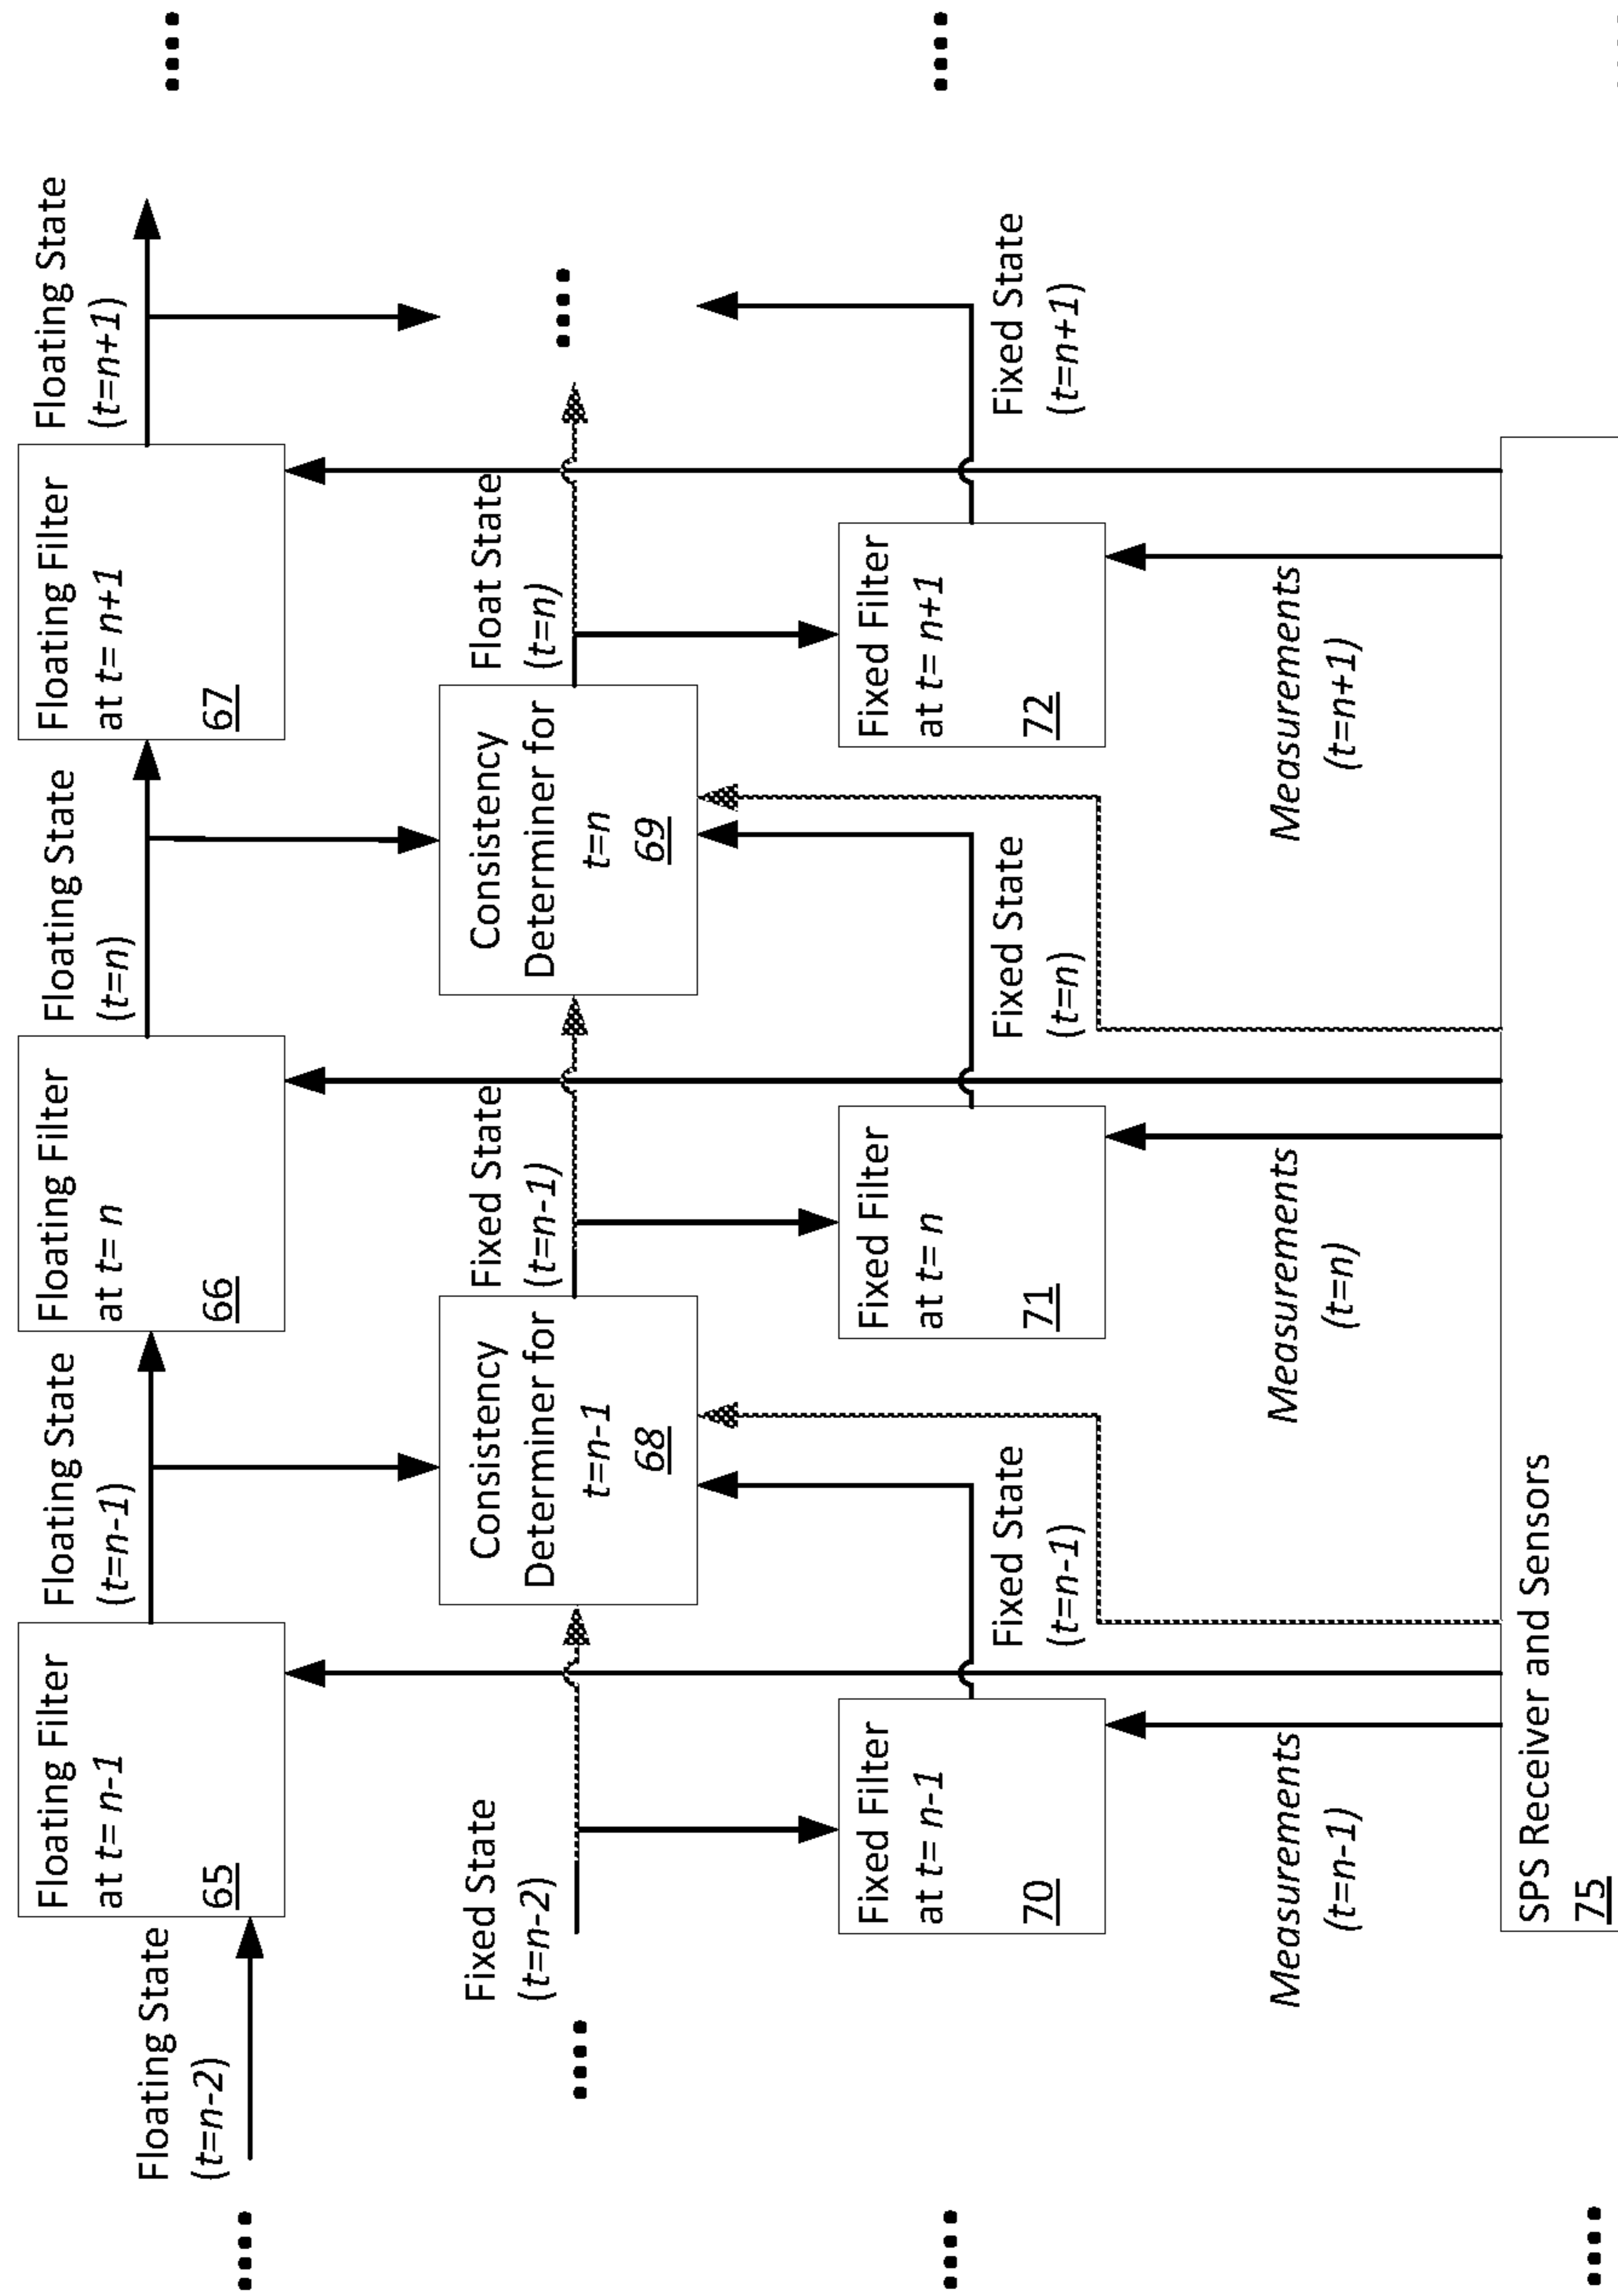 Floating State
(t=n-2)
Floating Filter
at t= n-1
65
Floating State
(t=n-1)
Floating Filter
at t= n
66
Floating State
(t=n)
Floating Filter
at t= n+1
67
Floating State
(t=n+1)
Fixed State
(t=n-2)
Consistency
Determiner for
t=n-1
68
Fixed State
(t=n-1)
Consistency
Determiner for
t=n
69
Float State
(t=n)
Fixed Filter
at t= n-1
70
Fixed State
(t=n-1)
Fixed Filter
at t= n
71
Fixed State
(t=n)
Fixed Filter
at t= n+1
72
Fixed State
(t=n+1)
Measurements
(t=n-1)
Measurements
(t=n)
Measurements
(t=n+1)
SPS Receiver and Sensors
75